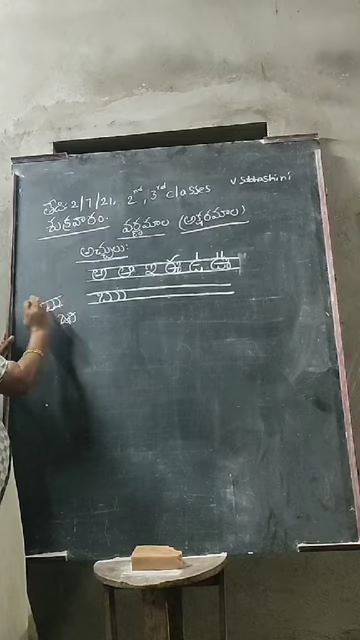 V Subhashini
తేది: 2/7/21, 2nd, 3rd classes
శుక్రవారం. వర్ణమాల (అక్షరమాల)
అచ్చులు:
అ ఆ ఇ ఈ ఉ ఊ